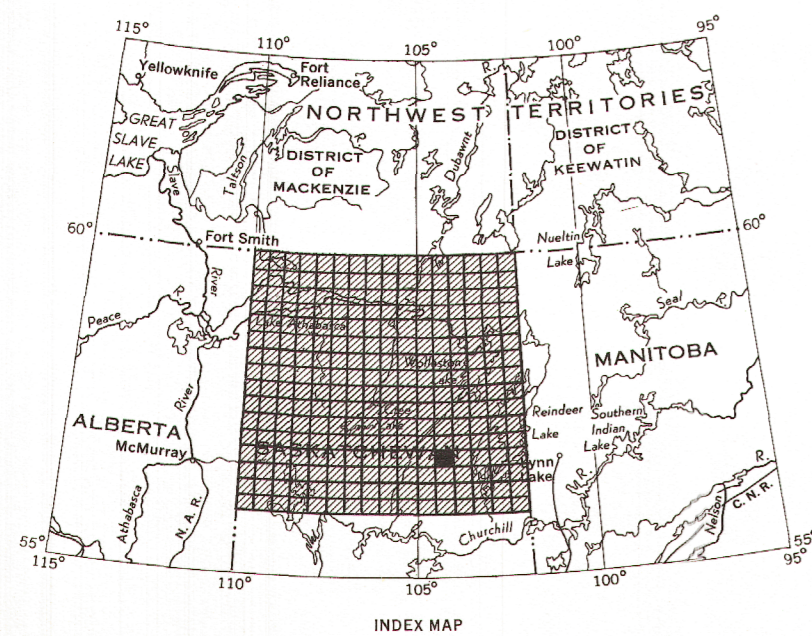 115° 110° 105° 100° 95°
Yellowknife
Fort
Reliance
R.
NORTHWEST TERRITORIES
GREAT
SLAVE
LAKE
Slave
Taltson
DISTRICT
OF
MACKENZIE
Dubawnt
DISTRICT
OF
KEEWATIN
60°
Fort Smith
Nueltin
Lake
60°
River
Peace R.
Lake Athabasca
Seal R.
Wollaston
Lake
MANITOBA
River
Cree
Lake
Reindeer
Lake
Southern
Indian
Lake
ALBERTA
McMurray
SASKATCHEWAN
Lynn
Lake
R.
Athabasca
N. A. R.
Churchill
Nelson
C. N. R.
55°
55°
115° 110° 105° 100° 95°
INDEX MAP